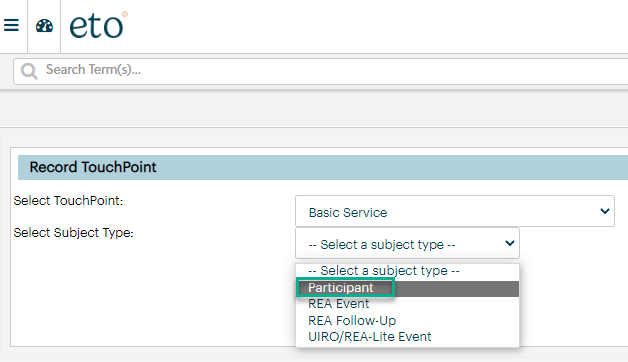 eto
Search Term(s)...
Record TouchPoint
Select TouchPoint:
Basic Service
Select Subject Type:
-- Select a subject type --
-- Select a subject type --
Participant
REA Event
REA Follow-Up
UIRO/REA-Lite Event